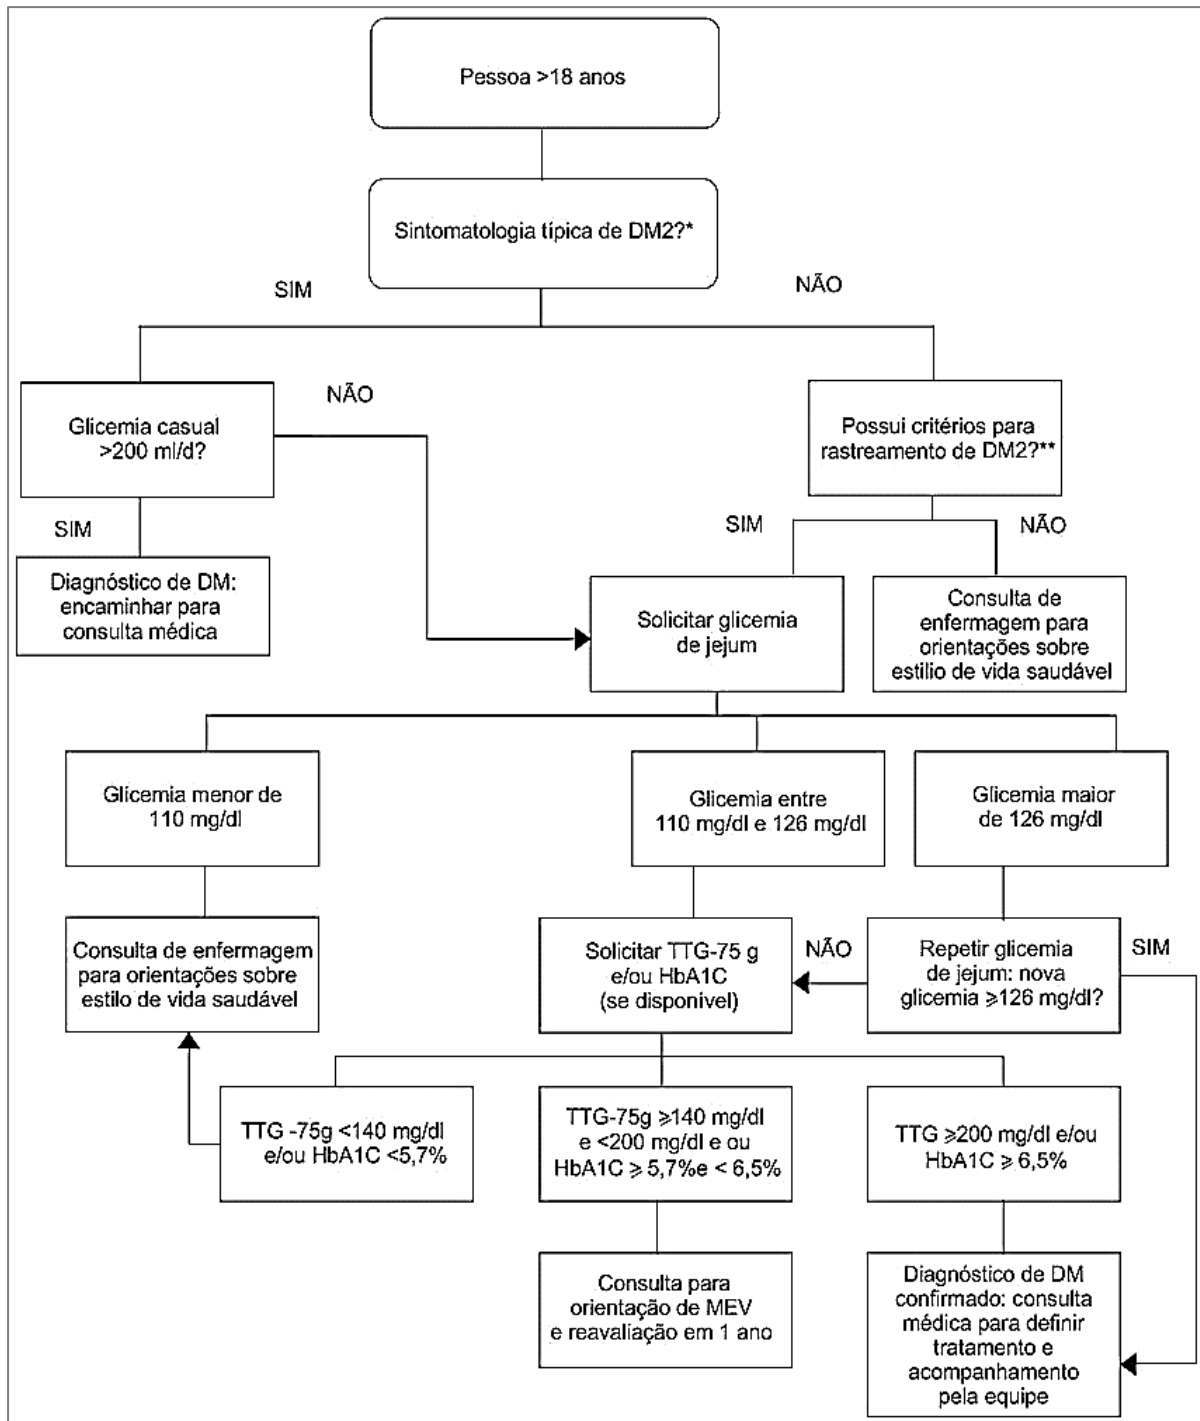 Pessoa >18 anos
Sintomatologia típica de DM2?*
SIM
NÃO
Glicemia casual
>200 ml/d?
NÃO
Possui critérios para
rastreamento de DM2?**
SIM
SIM
NÃO
Diagnóstico de DM:
encaminhar para
consulta médica
Solicitar glicemia
de jejum
Consulta de
enfermagem para
orientações sobre
estilio de vida saudável
Glicemia menor de
110 mg/dl
Glicemia entre
110 mg/dl e 126 mg/dl
Glicemia maior
de 126 mg/dl
Consulta de enfermagem
para orientações sobre
estilo de vida saudável
Solicitar TTG-75 g
e/ou HbA1C
(se disponível)
NÃO
Repetir glicemia
de jejum: nova
glicemia ⩾126 mg/dl?
SIM
TTG -75g <140 mg/dl
e/ou HbA1C <5,7%
TTG-75g ⩾140 mg/dl
e <200 mg/dl e ou
HbA1C ⩾ 5,7%e < 6,5%
TTG ⩾200 mg/dl e/ou
HbA1C ⩾ 6,5%
Consulta para
orientação de MEV
e reavaliação em 1 ano
Diagnóstico de DM
confirmado: consulta
médica para definir
tratamento e
acompanhamento
pela equipe